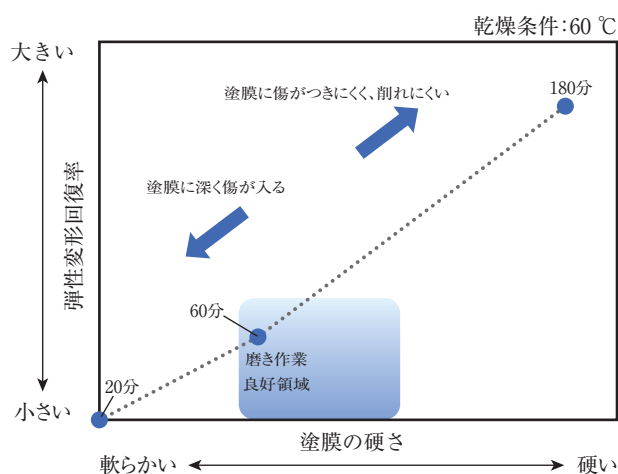 乾燥条件:60 ℃
大きい
180分
塗膜に傷がつきにくく、削れにくい
塗膜に深く傷が入る
弾性変形回復率
60分
磨き作業
良好領域
20分
小さい
塗膜の硬さ
軟らかい
硬い